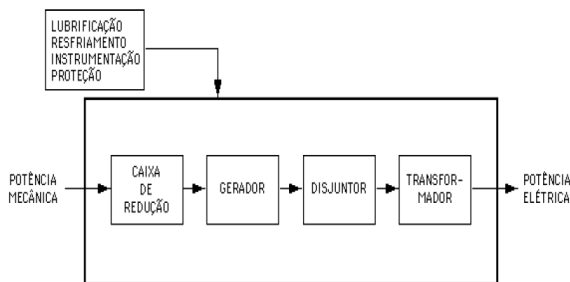 LUBRIFICAÇÃO
RESFRIAMENTO
INSTRUMENTAÇÃO
PROTEÇÃO
POTÊNCIA
MECÂNICA
CAIXA
DE
REDUÇÃO
GERADOR
DISJUNTOR
TRANSFOR-
MADOR
POTÊNCIA
ELÉTRICA